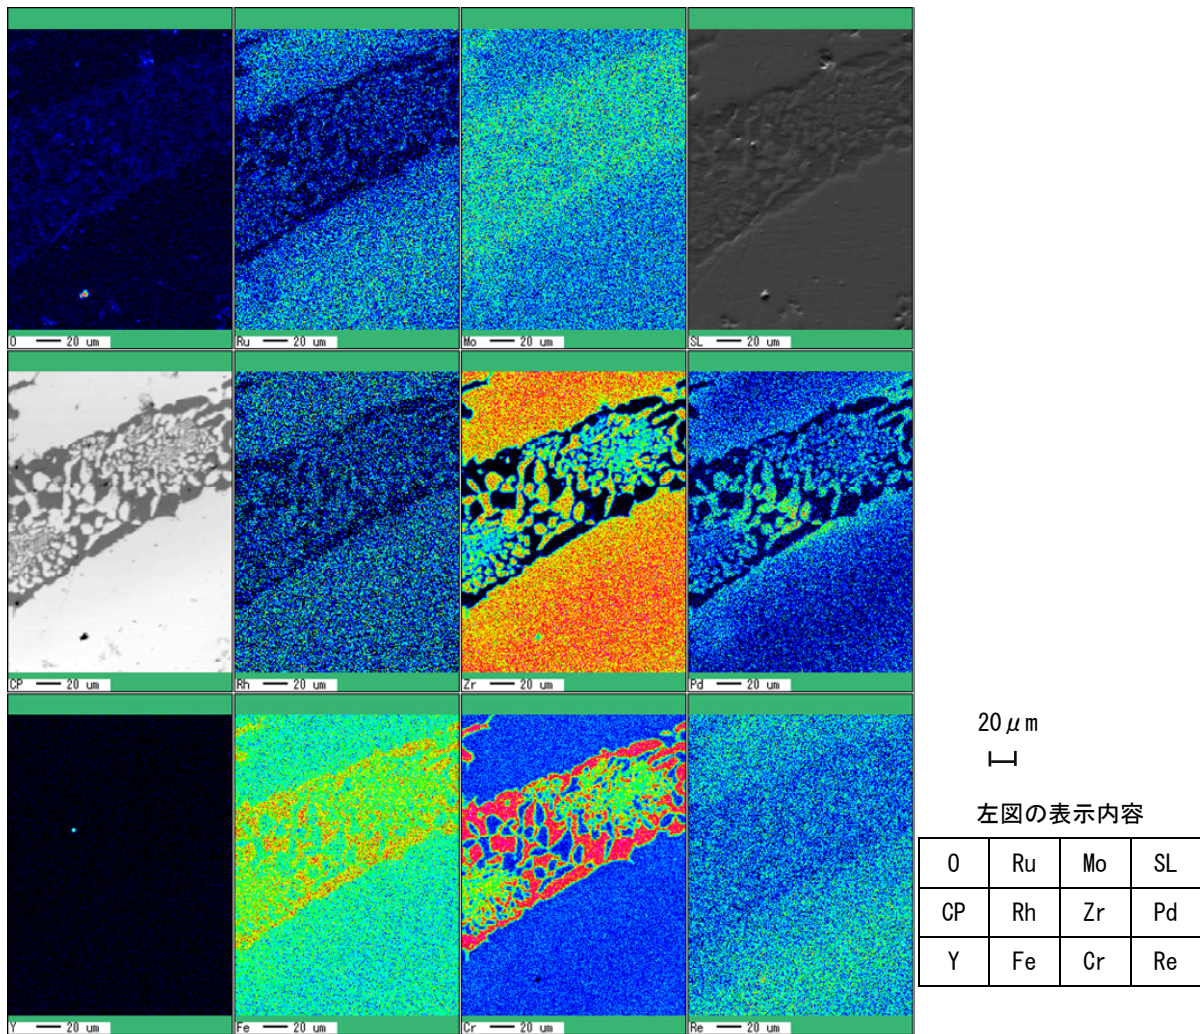 O 20 um Ru 20 um Mo 20 um SL 20 um
CP 20 um Rh 20 um Zr 20 um Pd 20 um
20μm
左図の表示内容
O Ru Mo SL
CP Rh Zr Pd
Y Fe Cr Re
Y 20 um Fe 20 um Cr 20 um Re 20 um